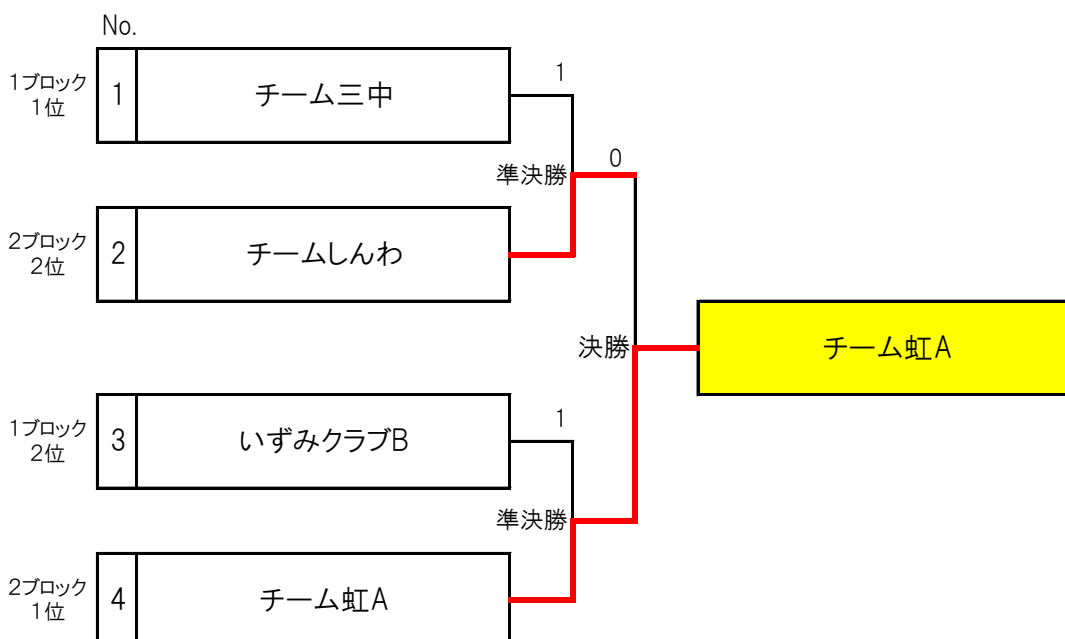 No.
1ブロック
1位
1
チーム三中
1
準決勝
0
2ブロック
2位
2
チームしんわ
決勝
チーム虹A
1ブロック
2位
3
いずみクラブB
1
準決勝
2ブロック
1位
4
チーム虹A